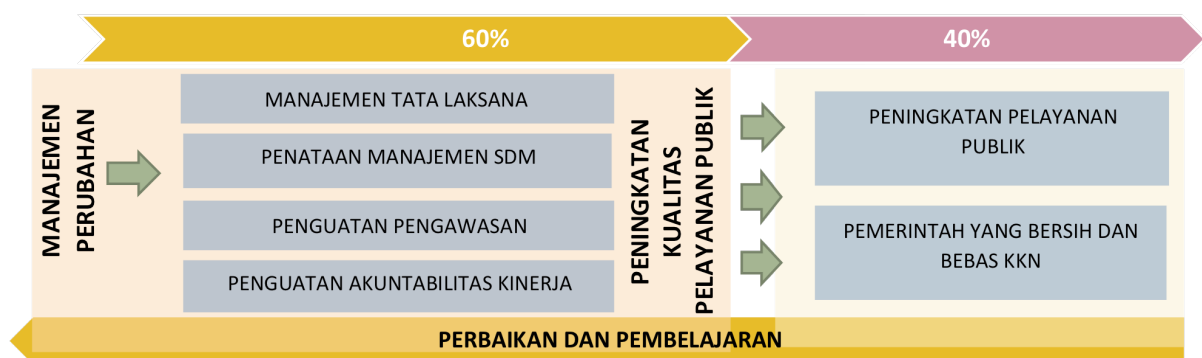 60%
40%
MANAJEMEN
PERUBAHAN
MANAJEMEN TATA LAKSANA
PENATAAN MANAJEMEN SDM
PENGUATAN PENGAWASAN
PENGUATAN AKUNTABILITAS KINERJA
PENINGKATAN
KUALITAS
PELAYANAN PUBLIK
PENINGKATAN PELAYANAN
PUBLIK
PEMERINTAH YANG BERSIH DAN
BEBAS KKN
PERBAIKAN DAN PEMBELAJARAN